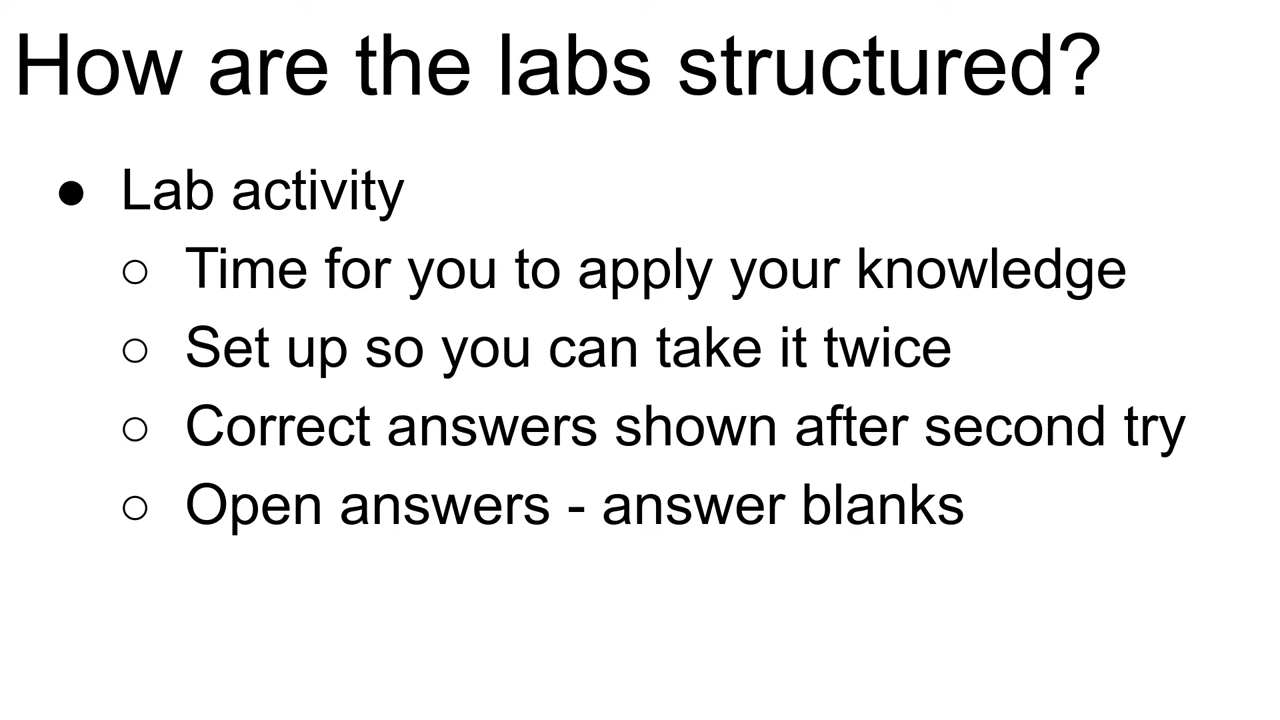 How are the labs structured?
● Lab activity
○ Time for you to apply your knowledge
○ Set up so you can take it twice
○ Correct answers shown after second try
○ Open answers - answer blanks